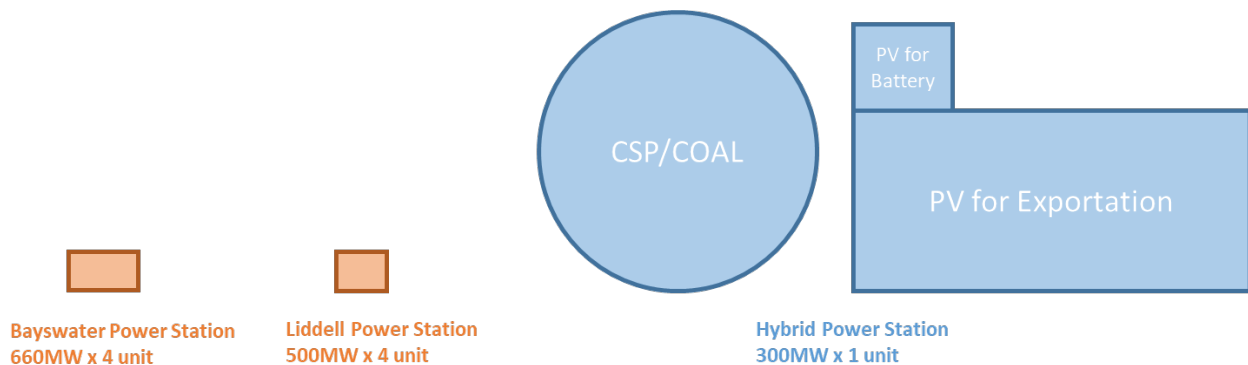 PV for
Battery
CSP/COAL
PV for Exportation
Bayswater Power Station
660MW x 4 unit
Liddell Power Station
500MW x 4 unit
Hybrid Power Station
300MW x 1 unit